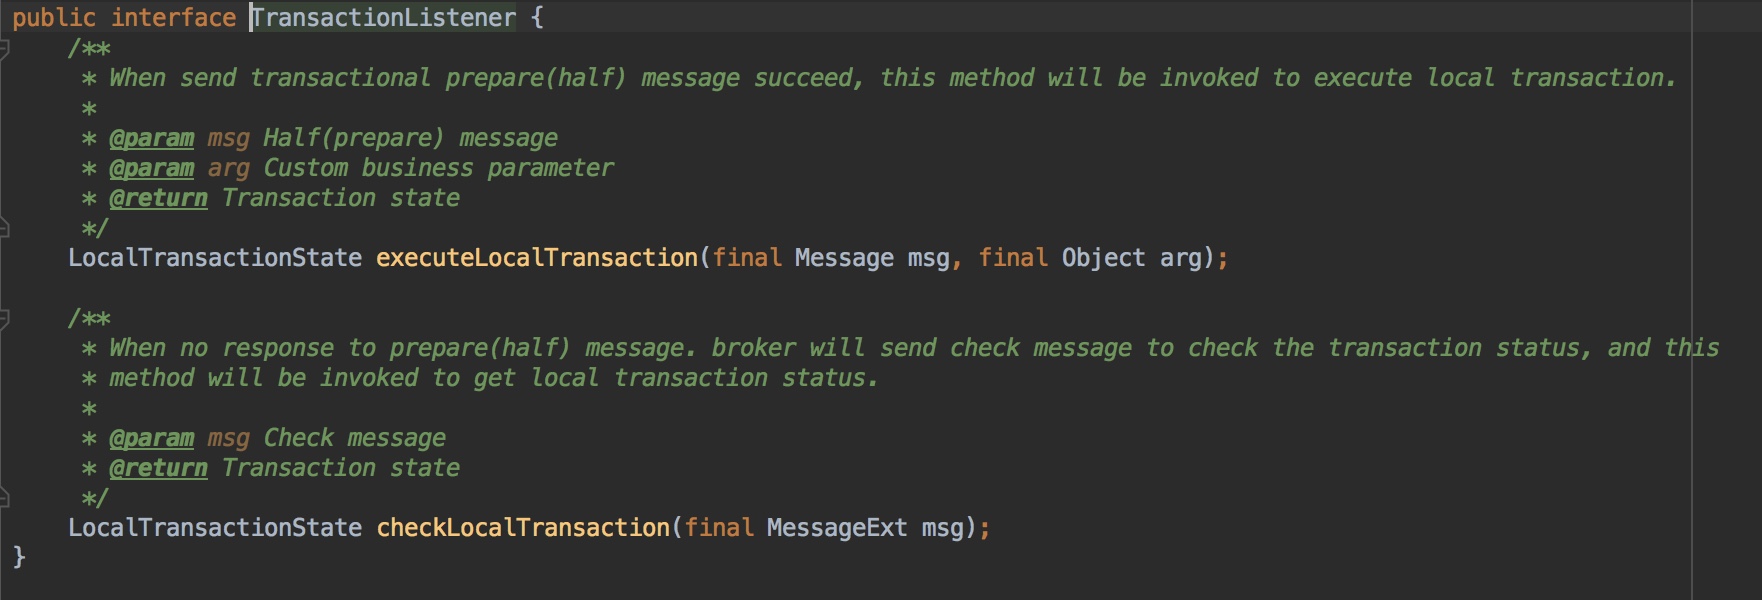 public interface TransactionListener {
    /**
     * When send transactional prepare(half) message succeed, this method will be invoked to execute local transaction.
     *
     * @param msg Half(prepare) message
     * @param arg Custom business parameter
     * @return Transaction state
     */
    LocalTransactionState executeLocalTransaction(final Message msg, final Object arg);
    /**
     * When no response to prepare(half) message. broker will send check message to check the transaction status, and this
     * method will be invoked to get local transaction status.
     *
     * @param msg Check message
     * @return Transaction state
     */
    LocalTransactionState checkLocalTransaction(final MessageExt msg);
}